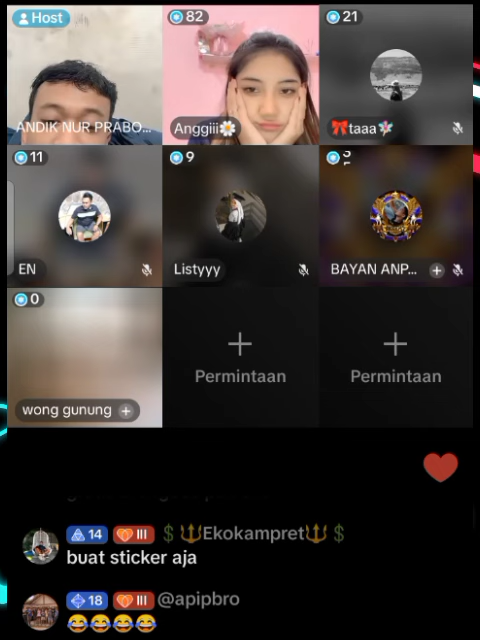 Host
82
21
ANDIK NUR PRABO...
Anggiii🌼
🎀taaa🧚
11
9
EN
Listyyy
BAYAN ANP... +
0
wong gunung +
+
Permintaan
+
Permintaan
14 III $🔱Ekokampret🔱$
buat sticker aja
18 III @apipbro
😂😂😂😂